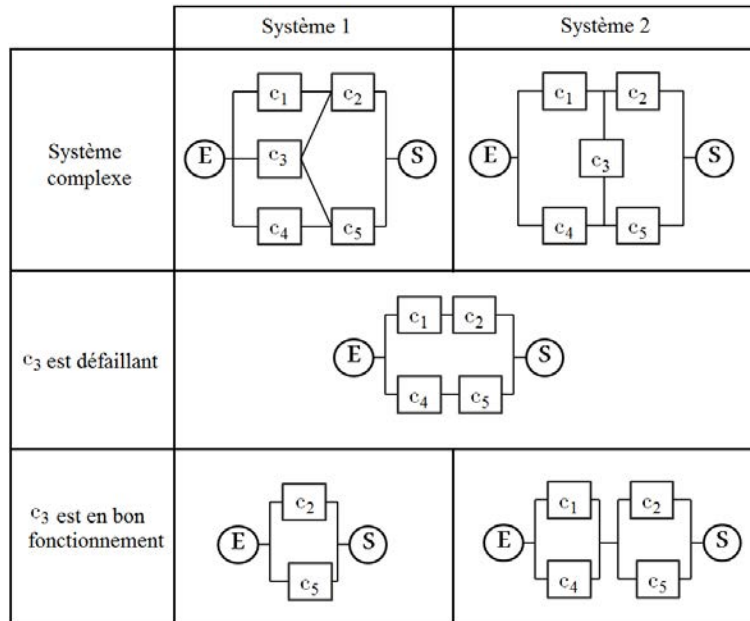 Système 1
Système 2
Système
complexe
c1 c2
E c3 S
c4 c5
c1 c2
E c3 S
c4 c5
c3 est défaillant
c1 c2
E S
c4 c5
c3 est en bon
fonctionnement
c2
E S
c5
c1 c2
E S
c4 c5